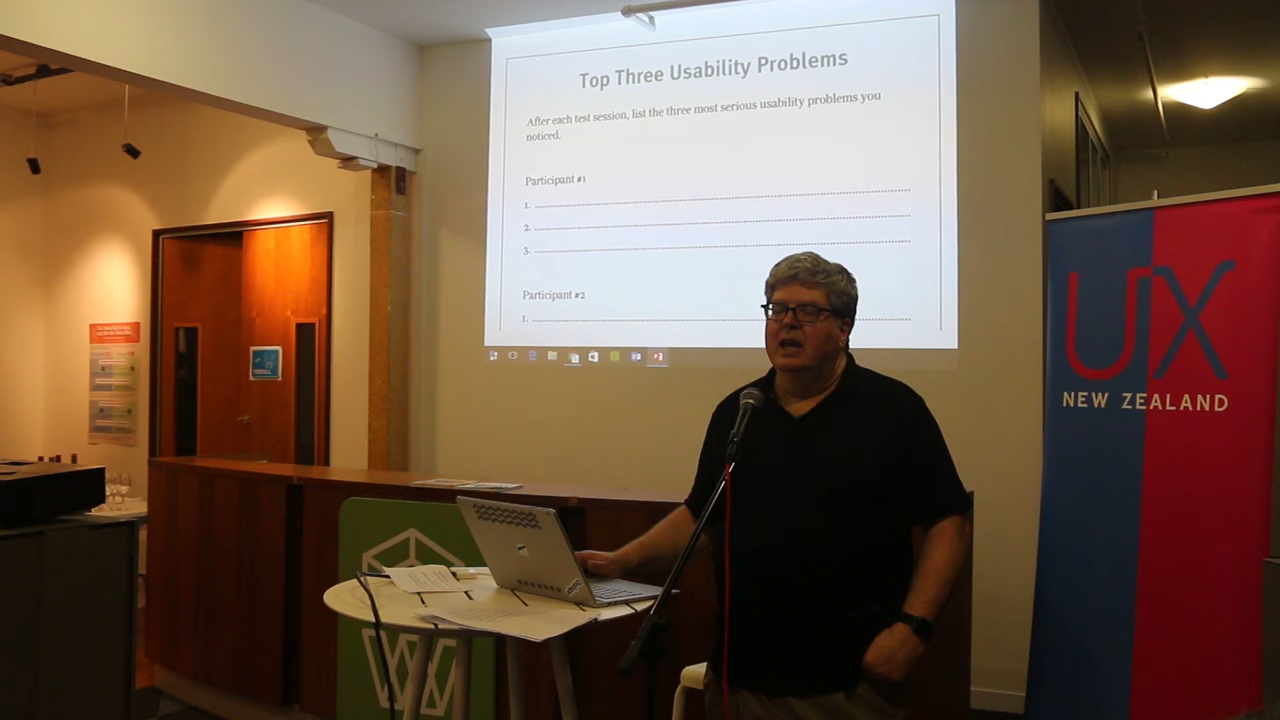 Top Three Usability Problems
After each test session, list the three most serious usability problems you
noticed.
Participant #1
1.
2.
3.
Participant #2
1.
UX
NEW ZEALAND
W